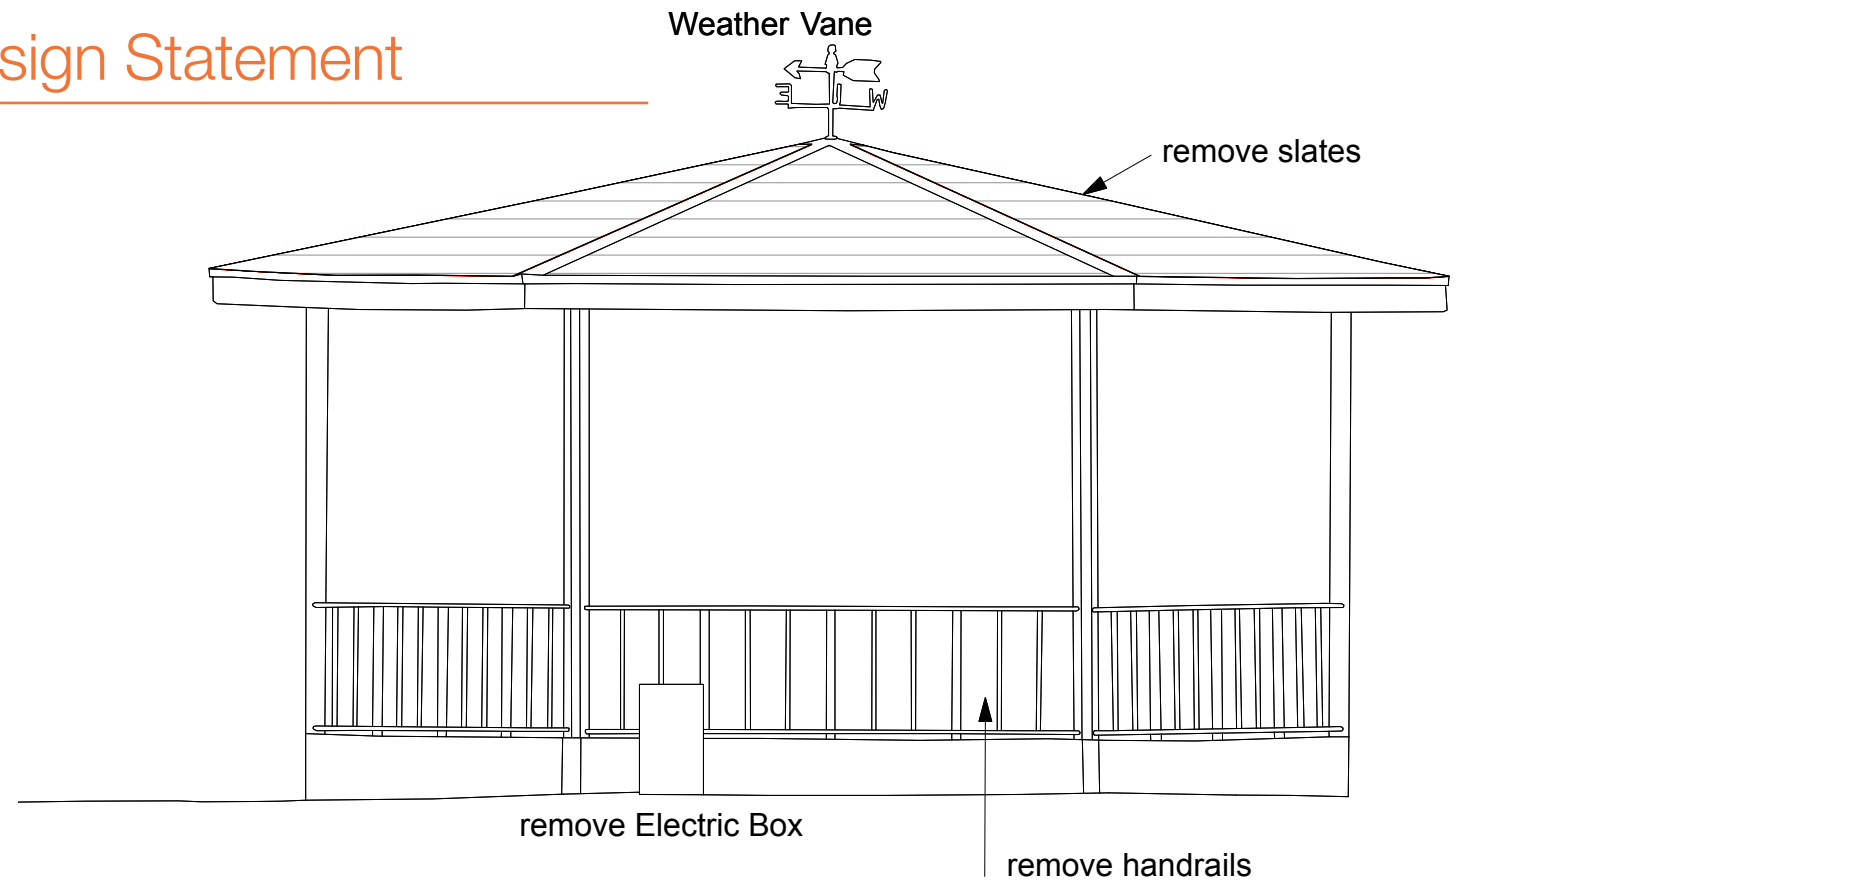 sign Statement
Weather Vane
E W
remove slates
remove Electric Box
remove handrails